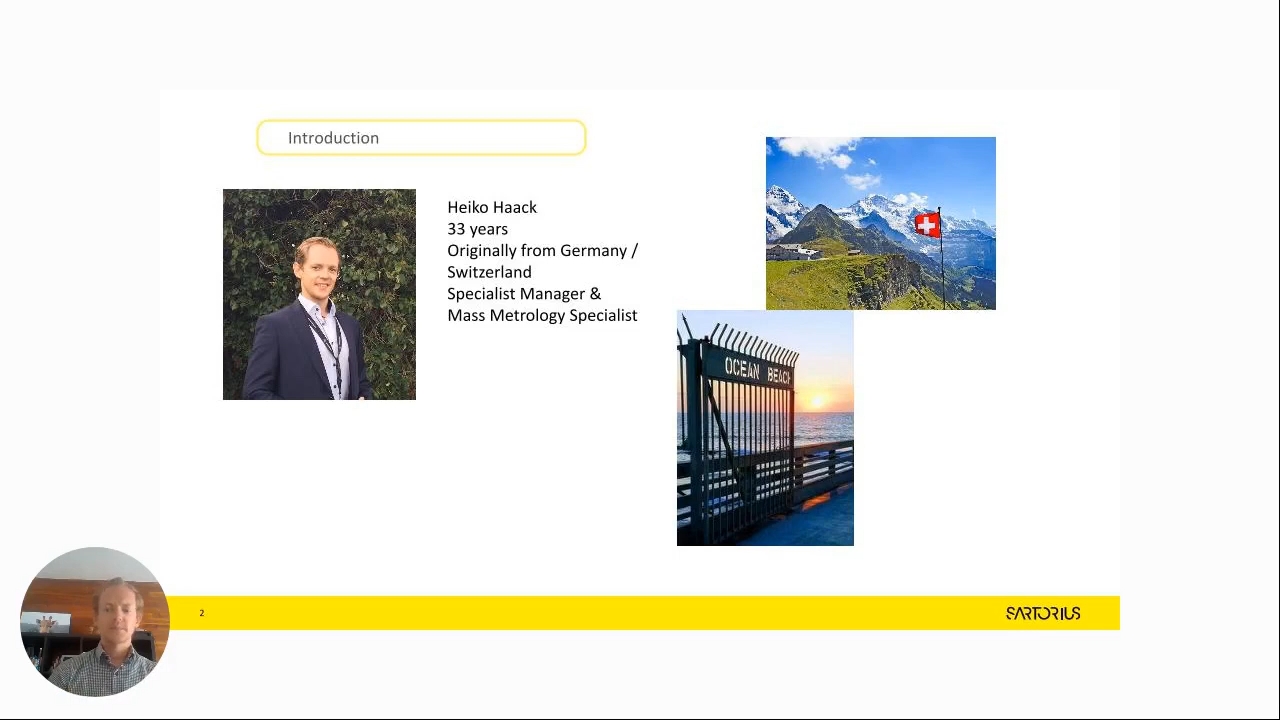 Introduction
Heiko Haack
33 years
Originally from Germany /
Switzerland
Specialist Manager &
Mass Metrology Specialist
OCEAN BEACH
2
SARTORIUS